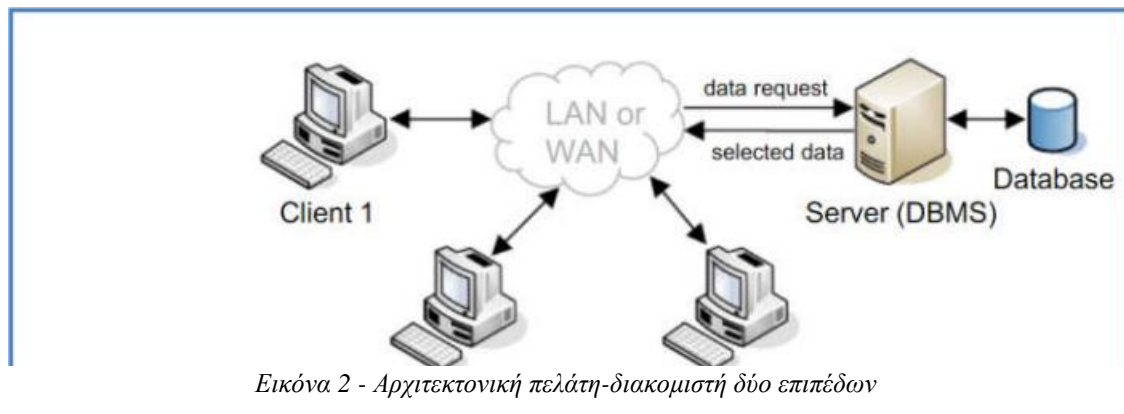 LAN or
WAN
data request
selected data
Client 1
Server (DBMS)
Database
Εικόνα 2 - Αρχιτεκτονική πελάτη-διακομιστή δύο επιπέδων